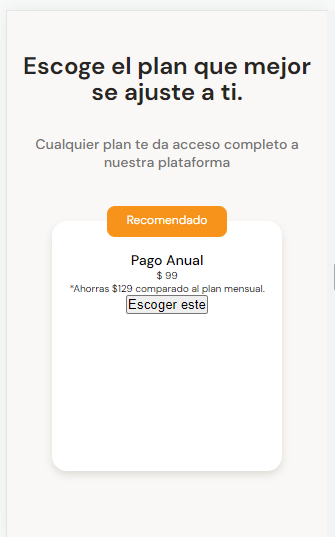 Escoge el plan que mejor
se ajuste a ti.
Cualquier plan te da acceso completo a
nuestra plataforma
Recomendado
Pago Anual
$ 99
*Ahorras $129 comparado al plan mensual.
Escoger este